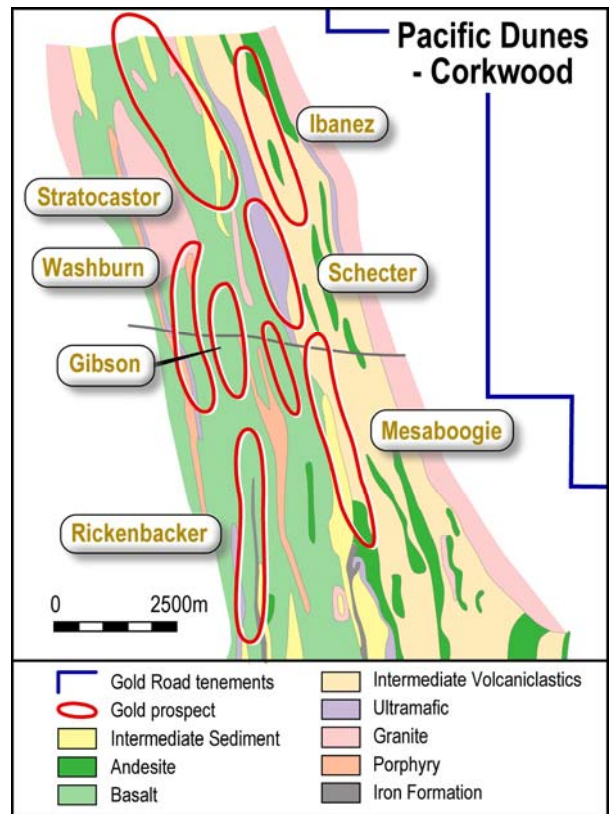 Pacific Dunes
- Corkwood
Ibanez
Stratocastor
Schecter
Washburn
Gibson
Mesaboogie
Rickenbacker
0 2500m
Gold Road tenements
Gold prospect
Intermediate Sediment
Andesite
Basalt
Intermediate Volcaniclastics
Ultramafic
Granite
Porphyry
Iron Formation